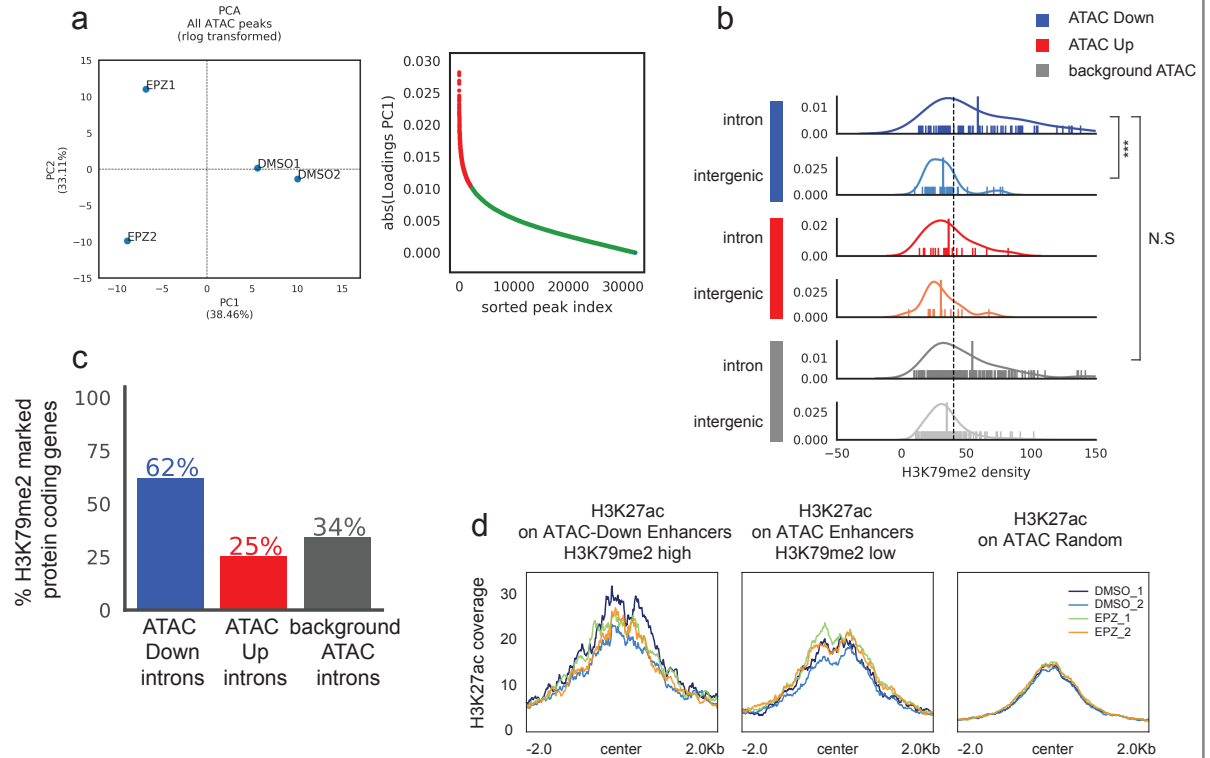 a
PCA
All ATAC peaks
(rlog transformed)
15
10
5
0
−5
−10
−15
PC2
(33.11%)
EPZ1
DMSO1
DMSO2
EPZ2
−10
−5
0
5
10
15
PC1
(38.46%)
0.030
0.025
0.020
0.015
0.010
0.005
0.000
abs(Loadings PC1)
0
10000
20000
30000
sorted peak index
b
ATAC Down
ATAC Up
background ATAC
intron
0.01
0.00
intergenic
0.025
0.000
intron
0.02
0.00
intergenic
0.025
0.000
intron
0.01
0.00
intergenic
0.025
0.000
***
N.S
−50
0
50
100
150
H3K79me2 density
c
% H3K79me2 marked
protein coding genes
100
75
50
25
0
62%
25%
34%
ATAC
Down
introns
ATAC
Up
introns
background
ATAC
introns
d
H3K27ac
on ATAC-Down Enhancers
H3K79me2 high
H3K27ac
on ATAC Enhancers
H3K79me2 low
H3K27ac
on ATAC Random
H3K27ac coverage
30
20
10
0
DMSO_1
DMSO_2
EPZ_1
EPZ_2
-2.0
center
2.0Kb
-2.0
center
2.0Kb
-2.0
center
2.0Kb